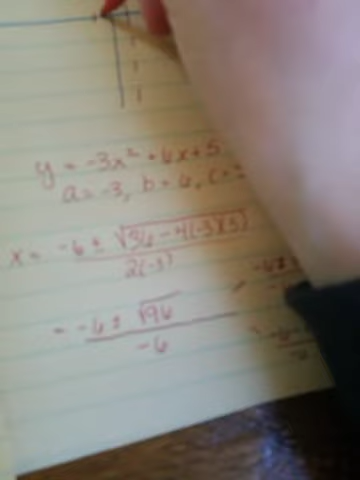 y = -3x² + 6x + 5
a = -3, b = 6, c =
x = -6 ± √36 - 4(-3)(5)
2(-3)
= -6 ± √96
-6